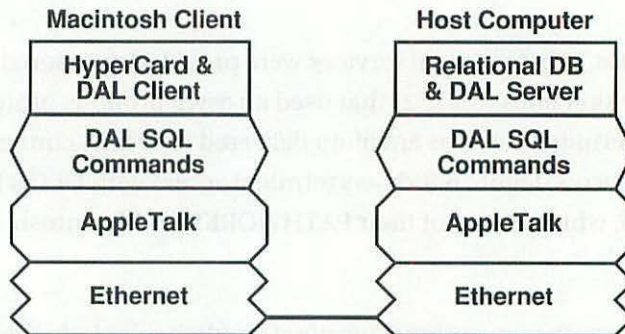 Macintosh Client
HyperCard &
DAL Client
DAL SQL
Commands
AppleTalk
Ethernet
Host Computer
Relational DB
& DAL Server
DAL SQL
Commands
AppleTalk
Ethernet